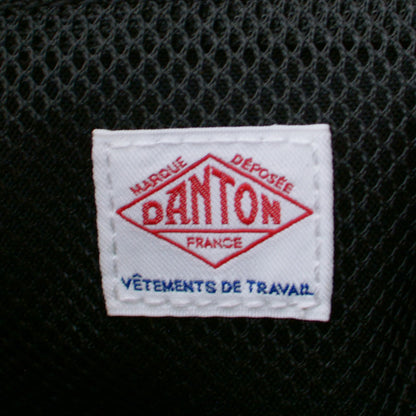 MARQUE DÉPOSÉE
DANTON
FRANCE
VÊTEMENTS DE TRAVAIL